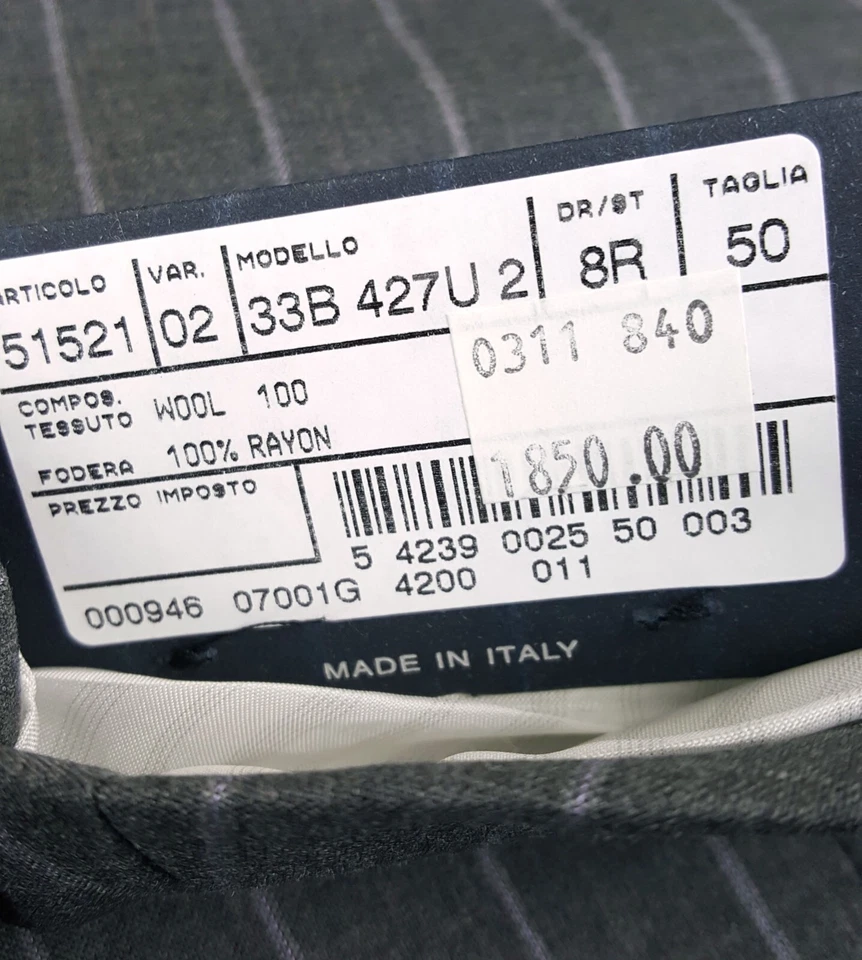 RTICOLO VAR. MODELLO DR/ST TAGLIA
51521 02 33B 427U 2 8R 50
0311 840
COMPOS.
TESSUTO WOOL 100
FODERA 100% RAYON
1850.00
PREZZO IMPOSTO
5 4239 0025 50 003
000946 07001G 4200 011
MADE IN ITALY